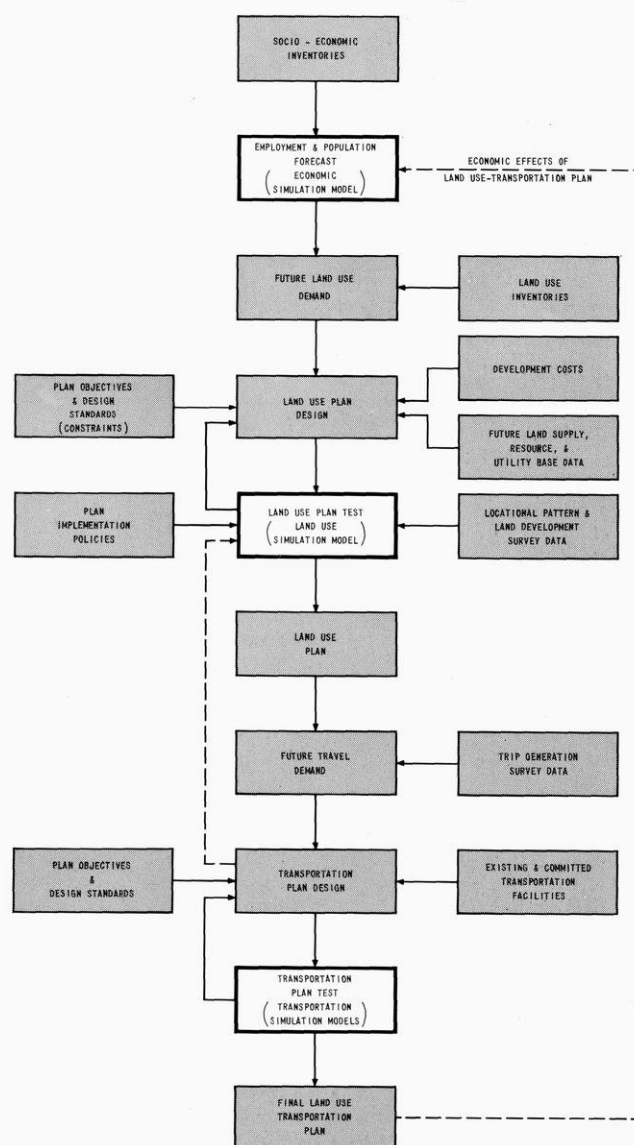 SOCIO - ECONOMIC
INVENTORIES
EMPLOYMENT & POPULATION
FORECAST
(ECONOMIC
SIMULATION MODEL)
ECONOMIC EFFECTS OF
LAND USE-TRANSPORTATION PLAN
FUTURE LAND USE
DEMAND
LAND USE
INVENTORIES
DEVELOPMENT COSTS
PLAN OBJECTIVES
& DESIGN
STANDARDS
(CONSTRAINTS)
LAND USE PLAN
DESIGN
FUTURE LAND SUPPLY,
RESOURCE, &
UTILITY BASE DATA
PLAN
IMPLEMENTATION
POLICIES
LAND USE PLAN TEST
(LAND USE
SIMULATION MODEL)
LOCATIONAL PATTERN &
LAND DEVELOPMENT
SURVEY DATA
LAND USE
PLAN
FUTURE TRAVEL
DEMAND
TRIP GENERATION
SURVEY DATA
PLAN OBJECTIVES
&
DESIGN STANDARDS
TRANSPORTATION
PLAN DESIGN
EXISTING & COMMITTED
TRANSPORTATION
FACILITIES
TRANSPORTATION
PLAN TEST
(TRANSPORTATION
SIMULATION MODELS)
FINAL LAND USE
TRANSPORTATION
PLAN